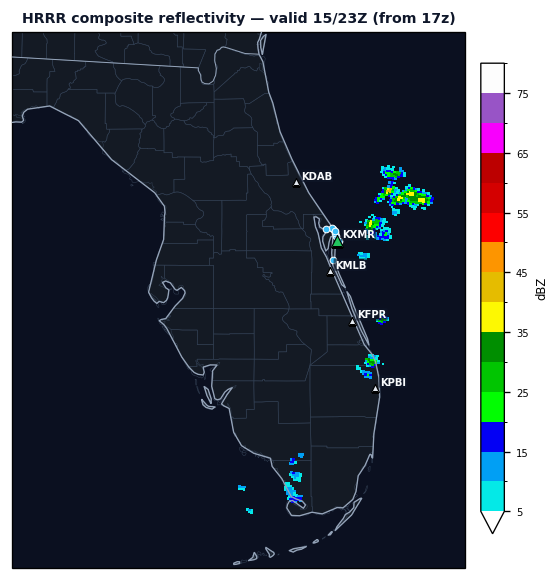 HRRR composite reflectivity — valid 15/23Z (from 17z)
KDAB
KXMR
KMLB
KFPR
KPBI
75
65
55
45
35
25
15
5
dBZ